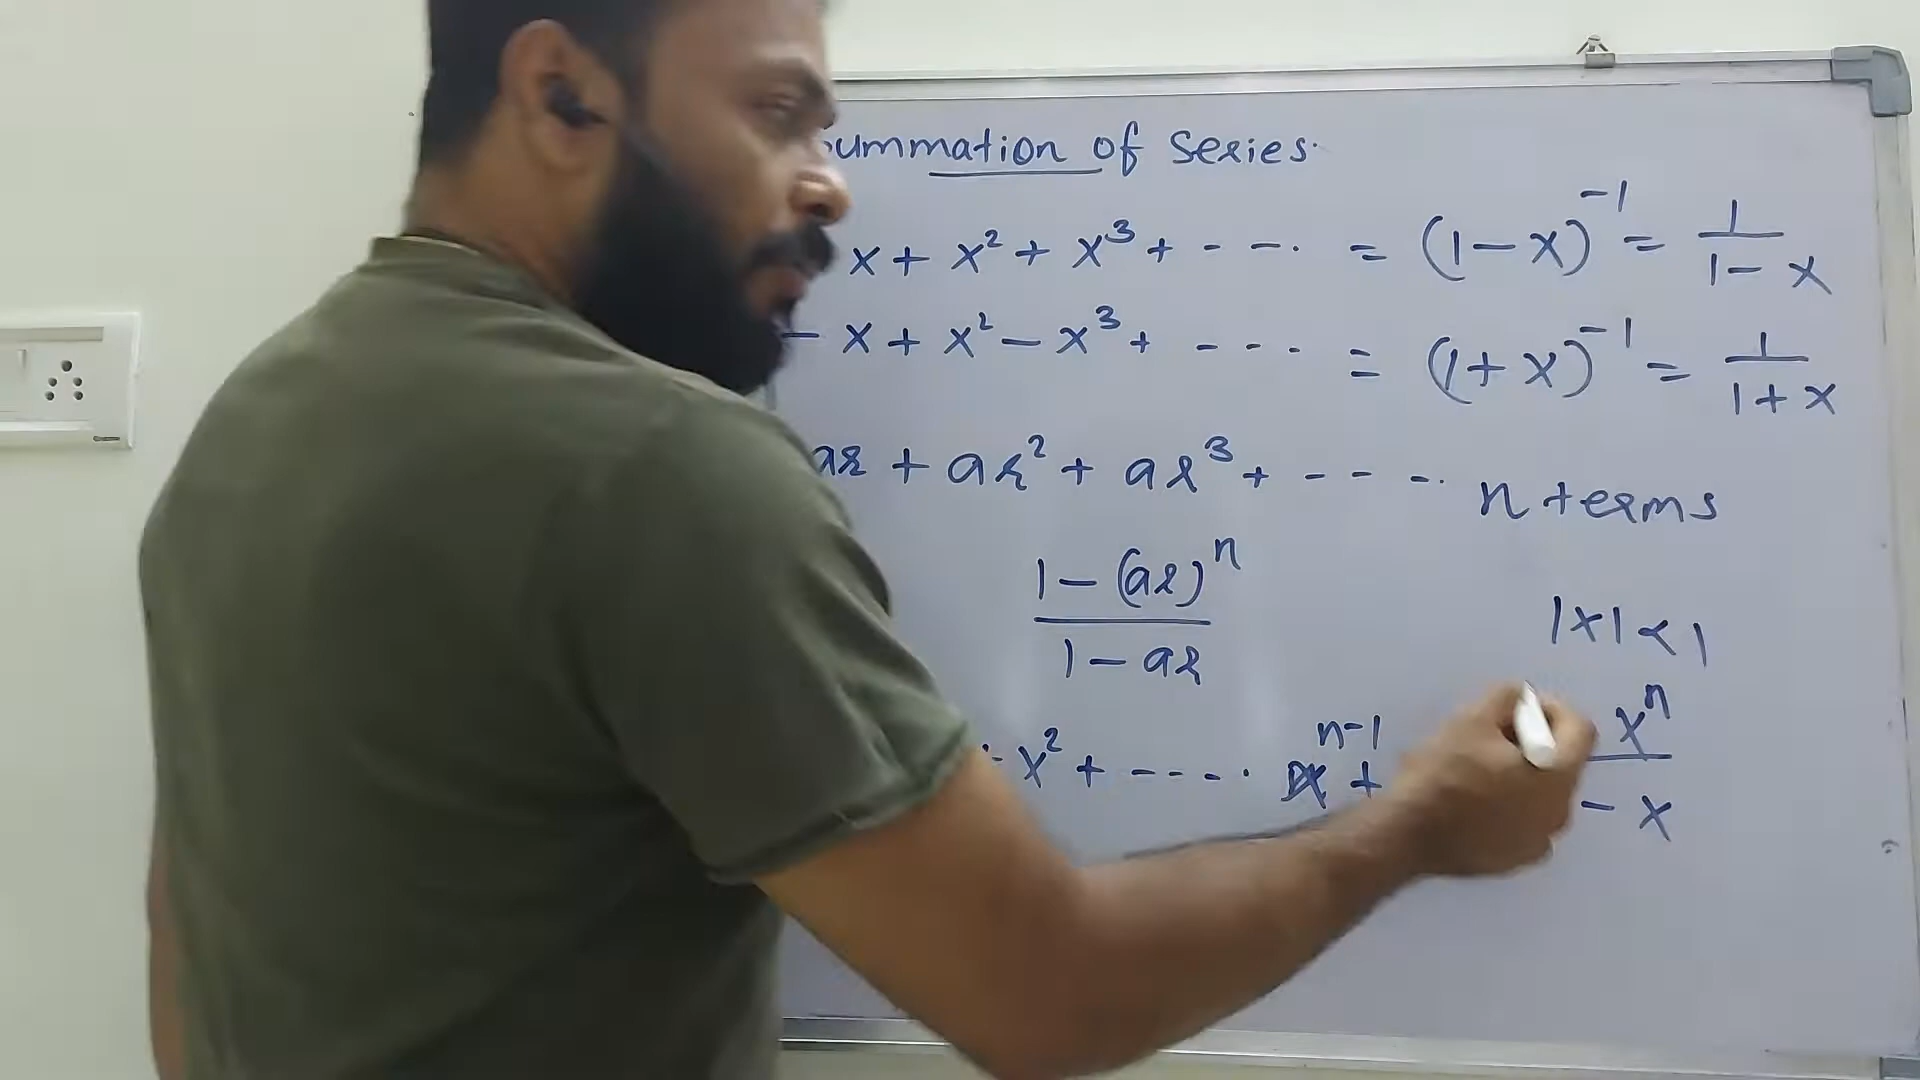 ummation of Series
x + x² + x³ + - - -. = (1-x)⁻¹ = 1/(1-x)
- x + x² - x³ + - - - - = (1+x)⁻¹ = 1/(1+x)
ar + ar² + ar³ + - - -. n terms
(1-(ar)ⁿ)/(1-ar)
|x| < 1
x² + - - - -. xⁿ⁻¹ + xⁿ/- x